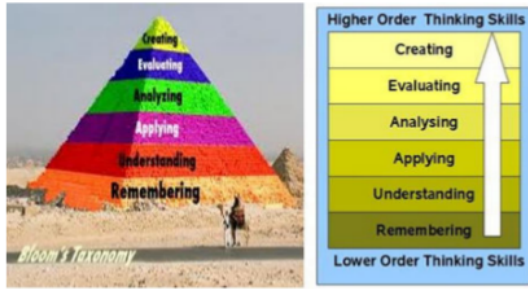 Creating
Evaluating
Analyzing
Applying
Understanding
Remembering
Bloom's Taxonomy
Higher Order Thinking Skills
Creating
Evaluating
Analysing
Applying
Understanding
Remembering
Lower Order Thinking Skills